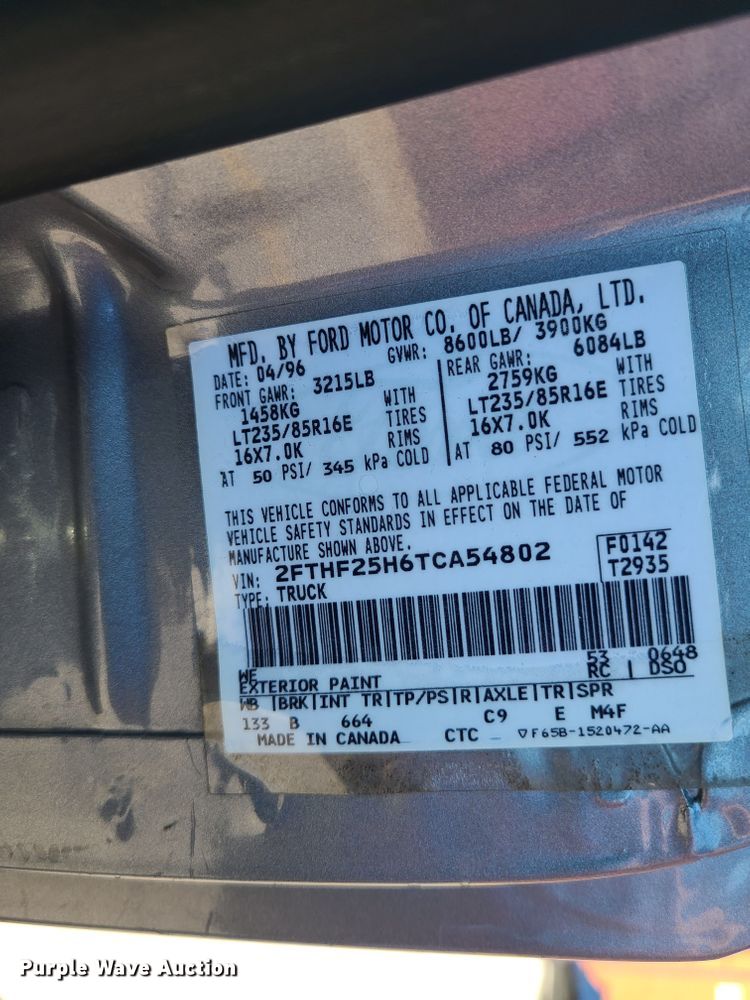 MFD. BY FORD MOTOR CO. OF CANADA, LTD.
DATE: 04/96 GVWR: 8600LB/ 3900KG
FRONT GAWR: 3215LB REAR GAWR: 6084LB
1458KG WITH 2759KG WITH
LT235/85R16E TIRES LT235/85R16E TIRES
16X7.0K RIMS 16X7.0K RIMS
AT 50 PSI/ 345 kPa COLD AT 80 PSI/ 552 kPa COLD
THIS VEHICLE CONFORMS TO ALL APPLICABLE FEDERAL MOTOR
VEHICLE SAFETY STANDARDS IN EFFECT ON THE DATE OF
MANUFACTURE SHOWN ABOVE.
VIN: 2FTHF25H6TCA54802 F0142
TYPE: TRUCK T2935
WF 53 0648
EXTERIOR PAINT RC DSO
WB |BRK|INT TR|TP/PS|R|AXLE|TR|SPR
133 B 664 C9 E M4F
MADE IN CANADA CTC ▽F65B-1520472-AA
Purple Wave Auction